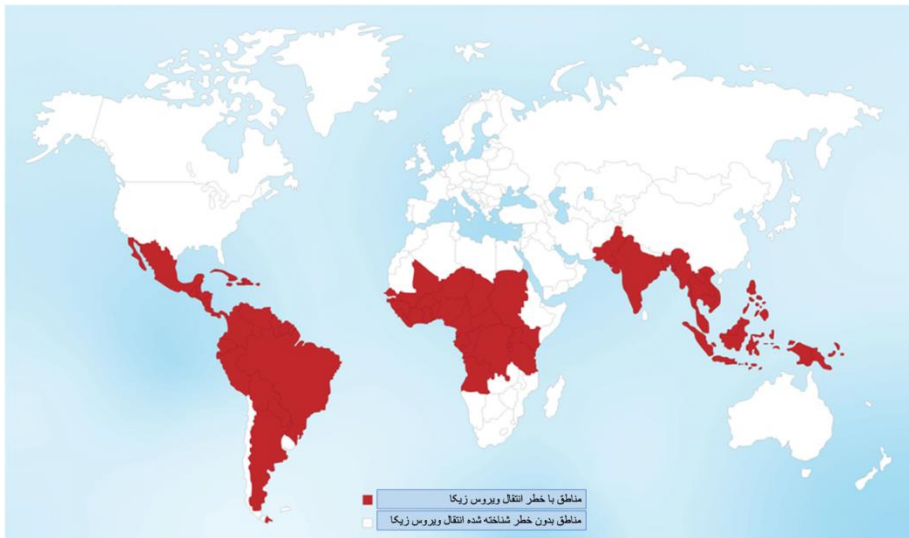 مناطق با خطر انتقال ویروس زیکا
مناطق بدون خطر شناخته شده انتقال ویروس زیکا